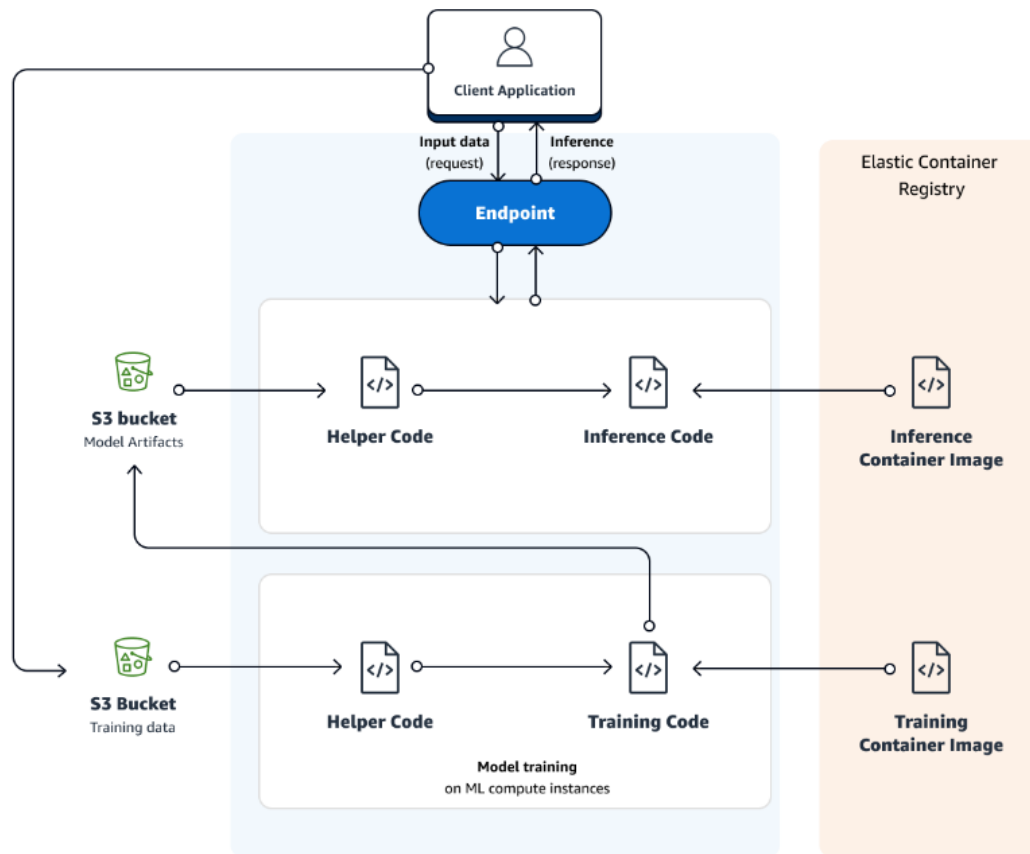 Client Application
Input data
(request)
Inference
(response)
Elastic Container
Registry
Endpoint
S3 bucket
Model Artifacts
</>
Helper Code
</>
Inference Code
</>
Inference
Container Image
S3 Bucket
Training data
</>
Helper Code
</>
Training Code
</>
Training
Container Image
Model training
on ML compute instances